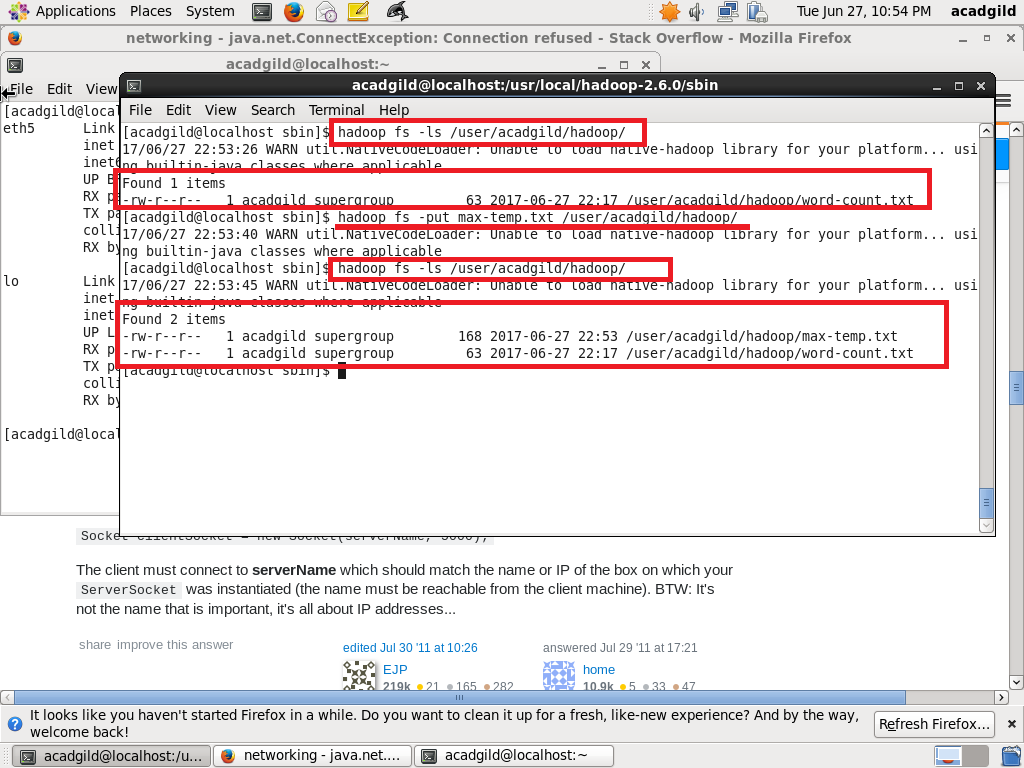 Applications Places System Tue Jun 27, 10:54 PM acadgild
networking - java.net.ConnectException: Connection refused - Stack Overflow - Mozilla Firefox
acadgild@localhost:~
File Edit View
acadgild@localhost:/usr/local/hadoop-2.6.0/sbin
File Edit View Search Terminal Help
[acadgild@localhost sbin]$ hadoop fs -ls /user/acadgild/hadoop/
17/06/27 22:53:26 WARN util.NativeCodeLoader: Unable to load native-hadoop library for your platform... usi
ng builtin-java classes where applicable
Found 1 items
-rw-r--r--   1 acadgild supergroup         63 2017-06-27 22:17 /user/acadgild/hadoop/word-count.txt
[acadgild@localhost sbin]$ hadoop fs -put max-temp.txt /user/acadgild/hadoop/
17/06/27 22:53:40 WARN util.NativeCodeLoader: Unable to load native-hadoop library for your platform... usi
ng builtin-java classes where applicable
[acadgild@localhost sbin]$ hadoop fs -ls /user/acadgild/hadoop/
17/06/27 22:53:45 WARN util.NativeCodeLoader: Unable to load native-hadoop library for your platform... usi
ng builtin-java classes where applicable
Found 2 items
-rw-r--r--   1 acadgild supergroup        168 2017-06-27 22:53 /user/acadgild/hadoop/max-temp.txt
-rw-r--r--   1 acadgild supergroup         63 2017-06-27 22:17 /user/acadgild/hadoop/word-count.txt
[acadgild@localhost sbin]$
[acadgild@local
eth5 Link
inet
inet6
UP B
RX pa
TX pa
colli
RX by
lo Link
inet
inet6
UP L
RX pa
TX pa
colli
RX by
[acadgild@local
Socket clientSocket = new Socket(serverName, 5000);
The client must connect to serverName which should match the name or IP of the box on which your
ServerSocket was instantiated (the name must be reachable from the client machine). BTW: It's
not the name that is important, it's all about IP addresses...
share improve this answer
edited Jul 30 '11 at 10:26 answered Jul 29 '11 at 17:21
EJP home
219k 21 165 282 10.9k 5 33 47
It looks like you haven't started Firefox in a while. Do you want to clean it up for a fresh, like-new experience? And by the way,
welcome back!
Refresh Firefox...
acadgild@localhost:/u... networking - java.net.... acadgild@localhost:~